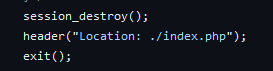 session_destroy();
header("Location: ./index.php");
exit();